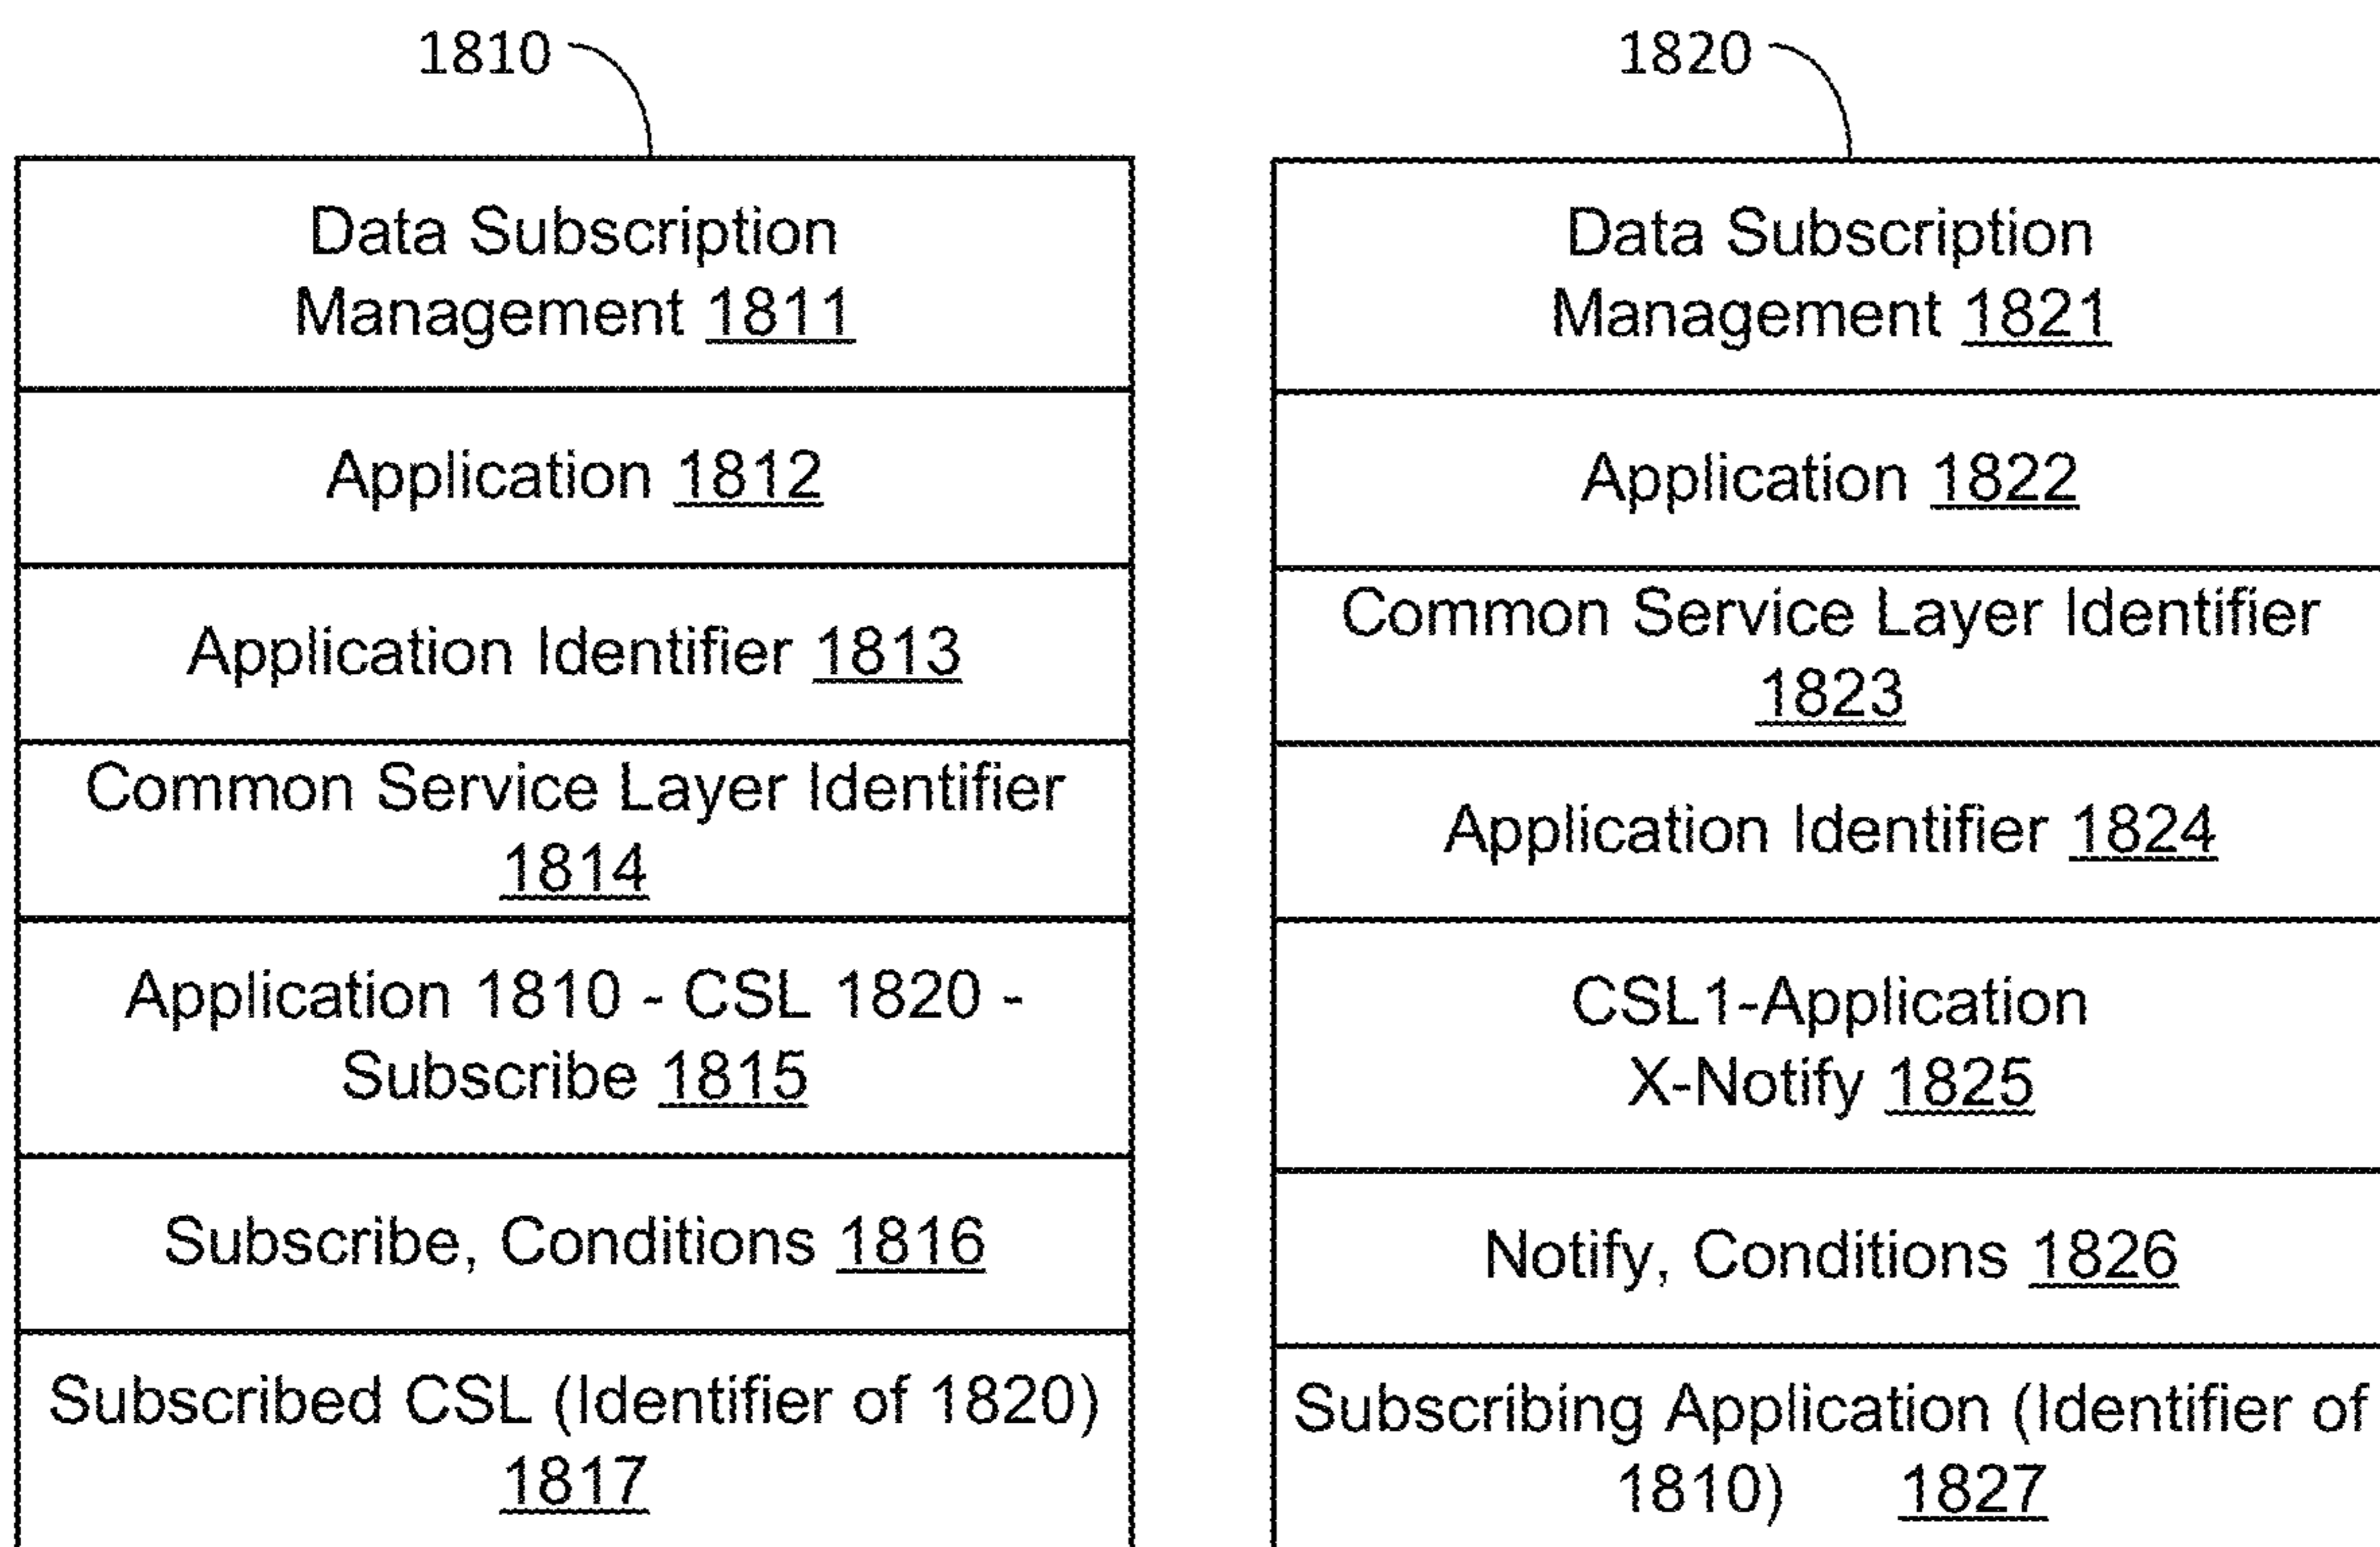 1810
Data Subscription
Management 1811
Application 1812
Application Identifier 1813
Common Service Layer Identifier
1814
Application 1810 - CSL 1820 -
Subscribe 1815
Subscribe, Conditions 1816
Subscribed CSL (Identifier of 1820)
1817
1820
Data Subscription
Management 1821
Application 1822
Common Service Layer Identifier
1823
Application Identifier 1824
CSL1-Application
X-Notify 1825
Notify, Conditions 1826
Subscribing Application (Identifier of
1810) 1827